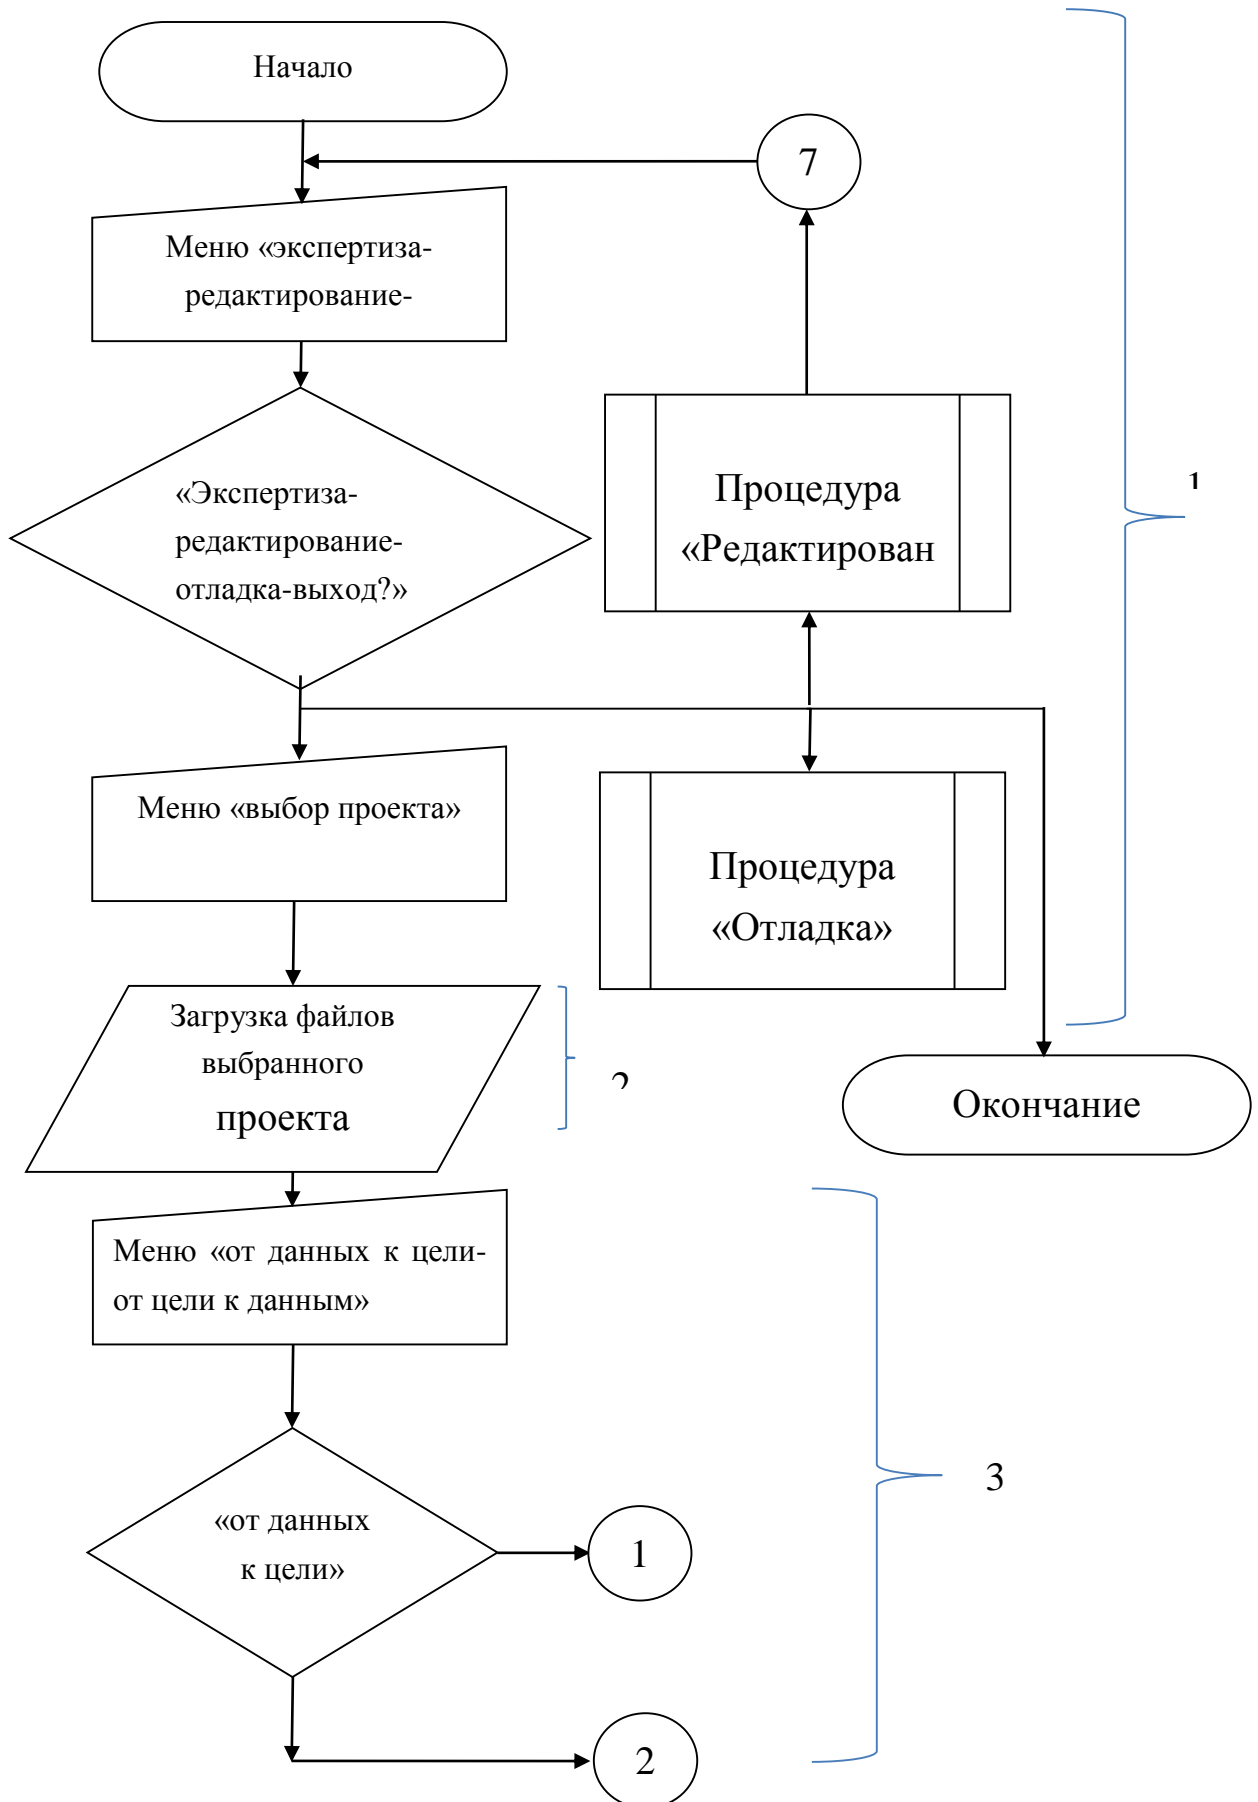 Начало
7
Меню «экспертиза-
редактирование-
«Экспертиза-
редактирование-
отладка-выход?»
Процедура
«Редактирован
1
Меню «выбор проекта»
Процедура
«Отладка»
Загрузка файлов
выбранного
проекта
2
Окончание
Меню «от данных к цели-
от цели к данным»
3
«от данных
к цели»
1
2